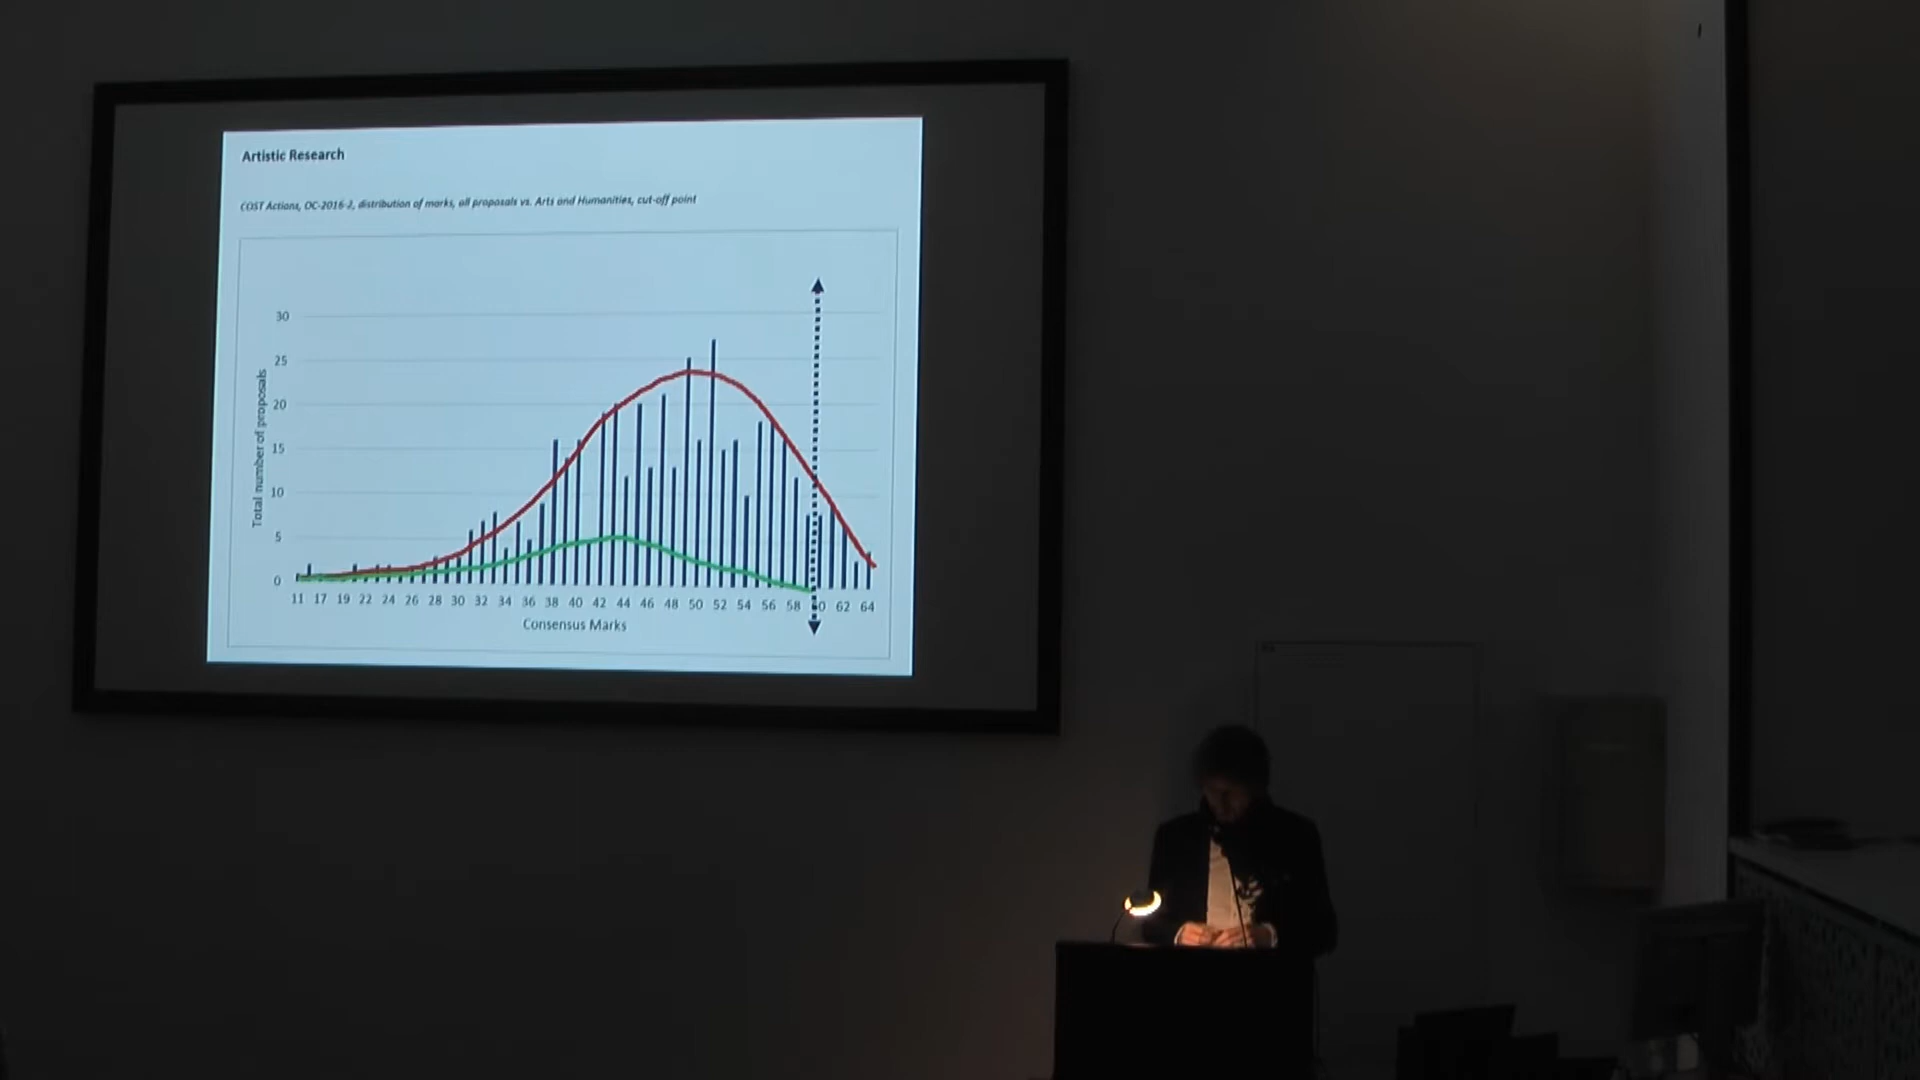 Artistic Research
COST Actions, OC-2016-2, distribution of marks, all proposals vs. Arts and Humanities, cut-off point
30
25
20
15
10
5
0
Total number of proposals
11 17 19 22 24 26 28 30 32 34 36 38 40 42 44 46 48 50 52 54 56 58 62 64
Consensus Marks